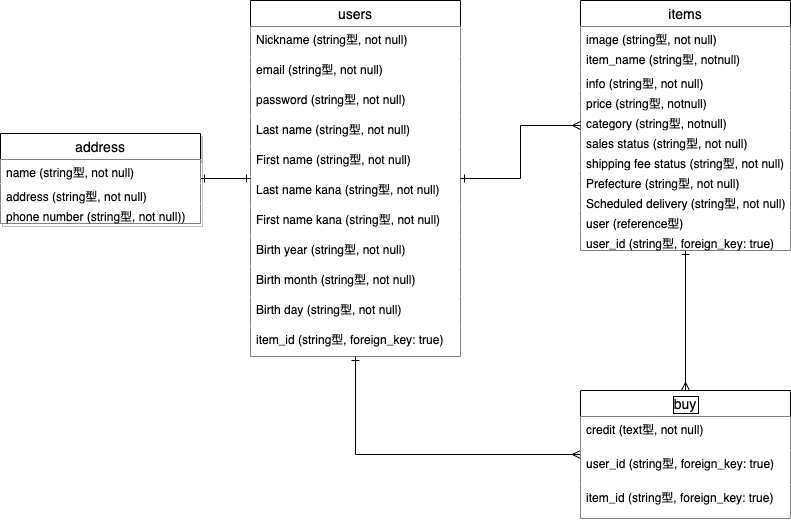 users
Nickname (string型, not null)
email (string型, not null)
password (string型, not null)
Last name (string型, not null)
First name (string型, not null)
Last name kana (string型, not null)
First name kana (string型, not null)
Birth year (string型, not null)
Birth month (string型, not null)
Birth day (string型, not null)
item_id (string型, foreign_key: true)
items
image (string型, not null)
item_name (string型, notnull)
info (string型, not null)
price (string型, notnull)
category (string型, notnull)
sales status (string型, not null)
shipping fee status (string型, not null)
Prefecture (string型, not null)
Scheduled delivery (string型, not null)
user (reference型)
user_id (string型, foreign_key: true)
address
name (string型, not null)
address (string型, not null)
phone number (string型, not null))
buy
credit (text型, not null)
user_id (string型, foreign_key: true)
item_id (string型, foreign_key: true)